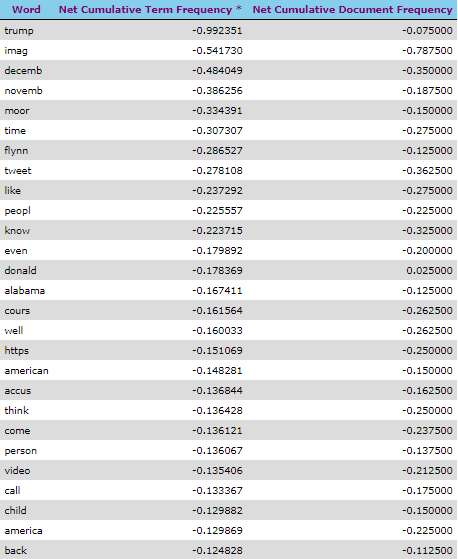 Word Net Cumulative Term Frequency * Net Cumulative Document Frequency
trump -0.992351 -0.075000
imag -0.541730 -0.787500
decemb -0.484049 -0.350000
novemb -0.386256 -0.187500
moor -0.334391 -0.150000
time -0.307307 -0.275000
flynn -0.286527 -0.125000
tweet -0.278108 -0.362500
like -0.237292 -0.275000
peopl -0.225557 -0.225000
know -0.223715 -0.325000
even -0.179892 -0.200000
donald -0.178369 0.025000
alabama -0.167411 -0.125000
cours -0.161564 -0.262500
well -0.160033 -0.262500
https -0.151069 -0.250000
american -0.148281 -0.150000
accus -0.136844 -0.162500
think -0.136428 -0.250000
come -0.136121 -0.237500
person -0.136067 -0.137500
video -0.135406 -0.212500
call -0.133367 -0.175000
child -0.129882 -0.150000
america -0.129869 -0.225000
back -0.124828 -0.112500